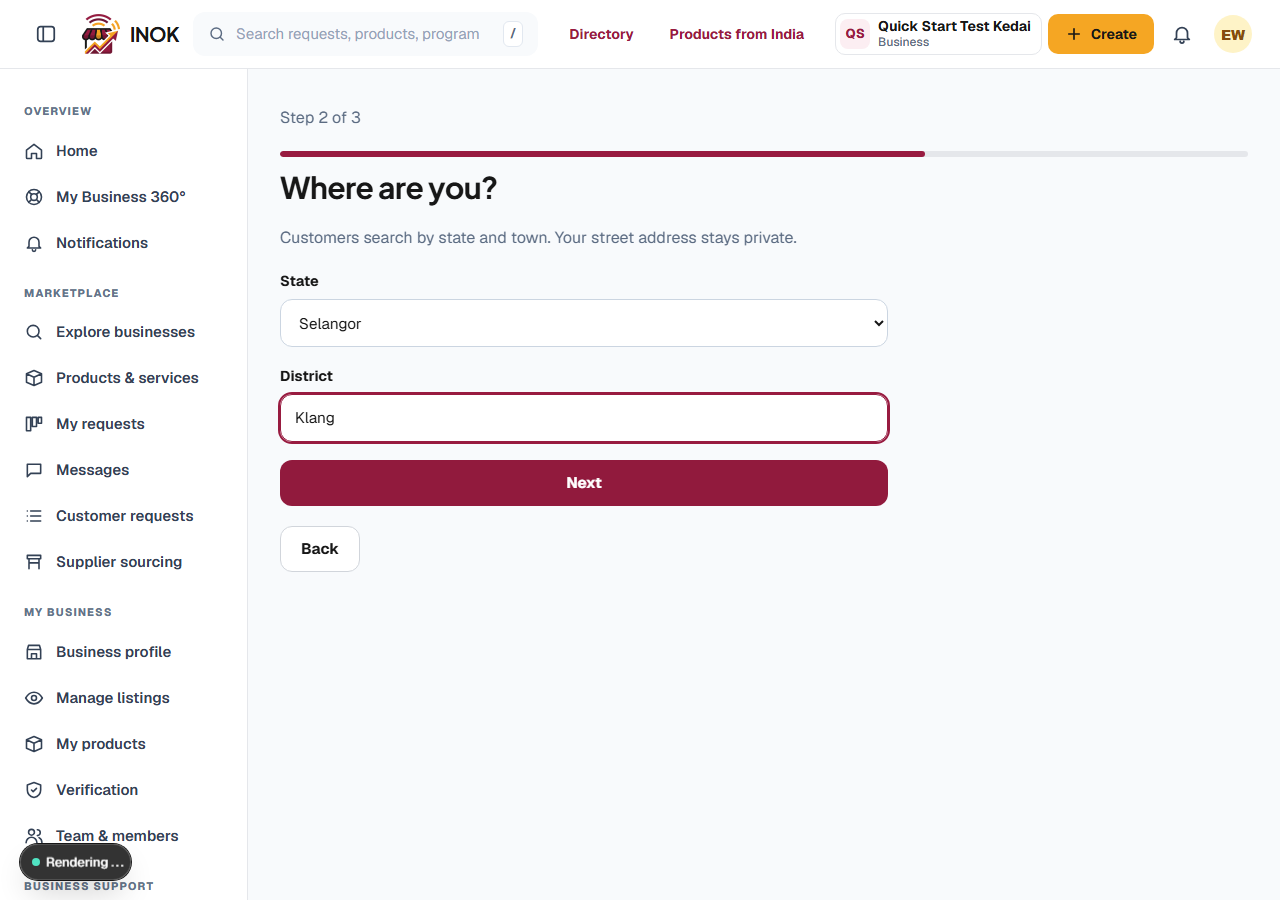 INOK
Search requests, products, program
/
Directory
Products from India
QS
Quick Start Test Kedai
Business
+ Create
EW
OVERVIEW
Home
My Business 360°
Notifications
MARKETPLACE
Explore businesses
Products & services
My requests
Messages
Customer requests
Supplier sourcing
MY BUSINESS
Business profile
Manage listings
My products
Verification
Team & members
Rendering ...
BUSINESS SUPPORT
Step 2 of 3
Where are you?
Customers search by state and town. Your street address stays private.
State
Selangor
District
Klang
Next
Back